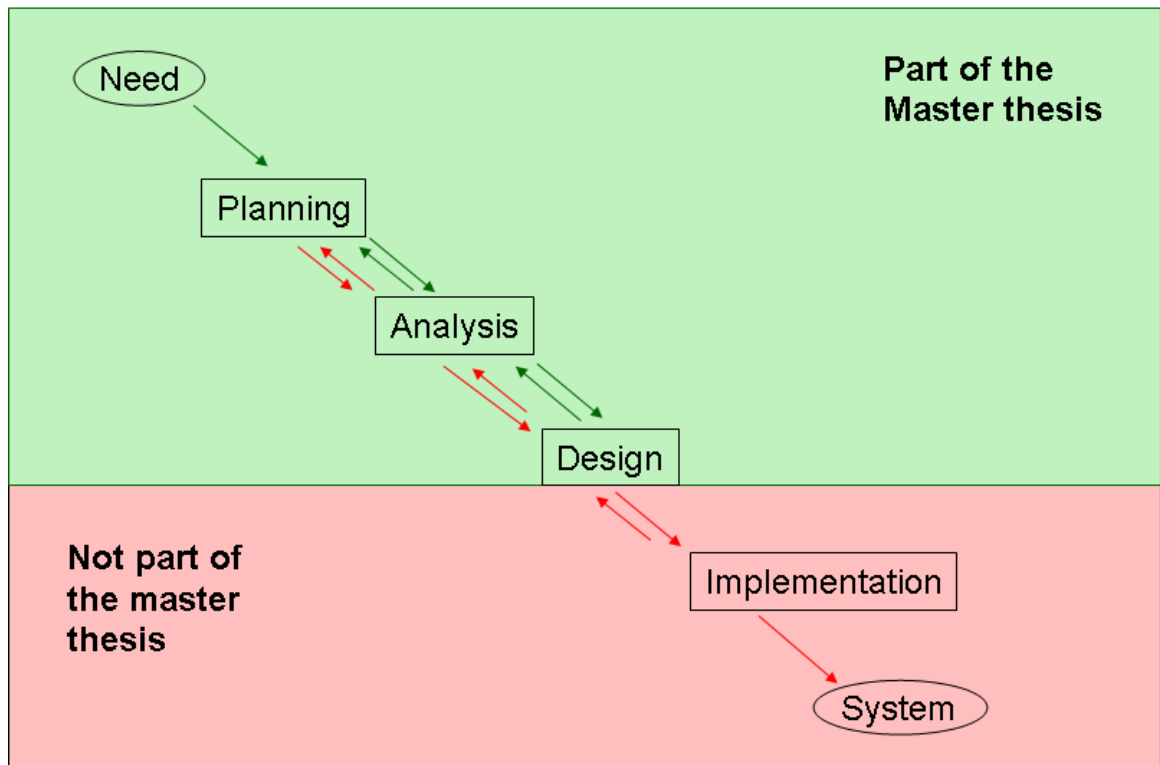 Need
Part of the
Master thesis
Planning
Analysis
Design
Not part of
the master
thesis
Implementation
System